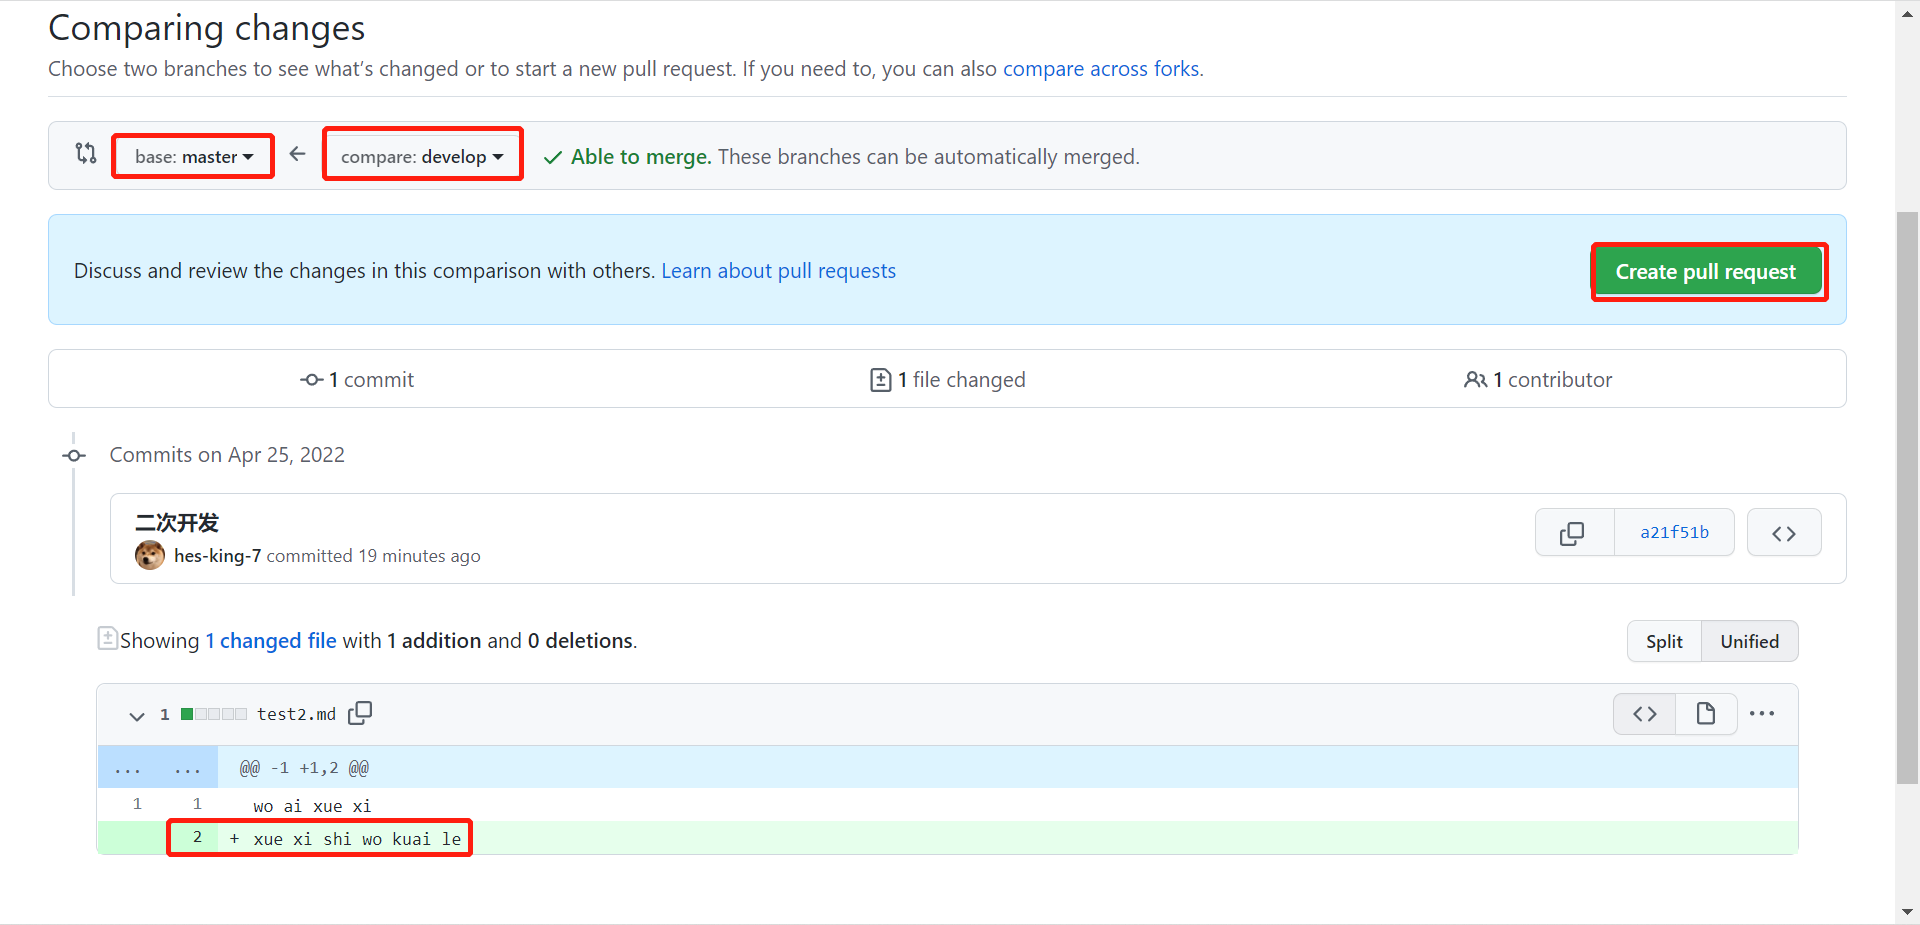 Comparing changes
Choose two branches to see what’s changed or to start a new pull request. If you need to, you can also compare across forks.
base: master compare: develop Able to merge. These branches can be automatically merged.
Discuss and review the changes in this comparison with others. Learn about pull requests Create pull request
1 commit 1 file changed 1 contributor
Commits on Apr 25, 2022
二次开发
hes-king-7 committed 19 minutes ago a21f51b <>
Showing 1 changed file with 1 addition and 0 deletions. Split Unified
1 test2.md <> ...
... ... @@ -1 +1,2 @@
1 1 wo ai xue xi
2 + xue xi shi wo kuai le